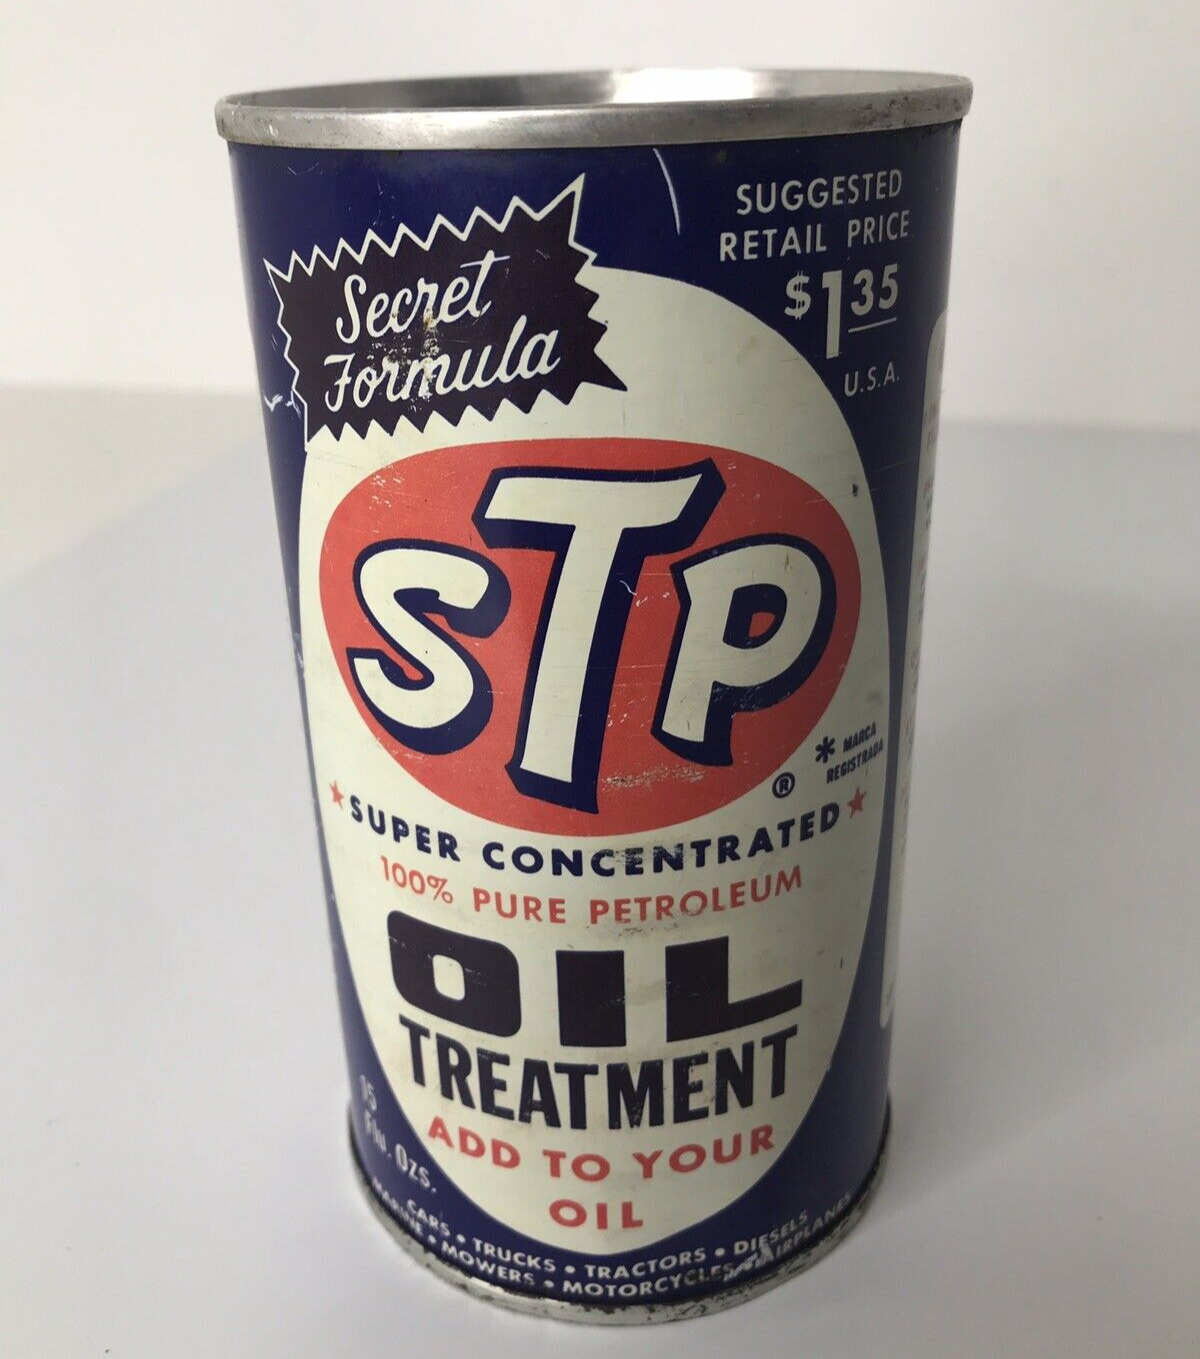 SUGGESTED
RETAIL PRICE
$1.35
U.S.A.
Secret
Formula
STP
®
* MARCA
REGISTRADA
★SUPER CONCENTRATED★
100% PURE PETROLEUM
OIL
TREATMENT
ADD TO YOUR
OIL
15
Flu. Ozs.
CARS • TRUCKS • TRACTORS • DIESELS
MARINE • MOWERS • MOTORCYCLES • AIRPLANES